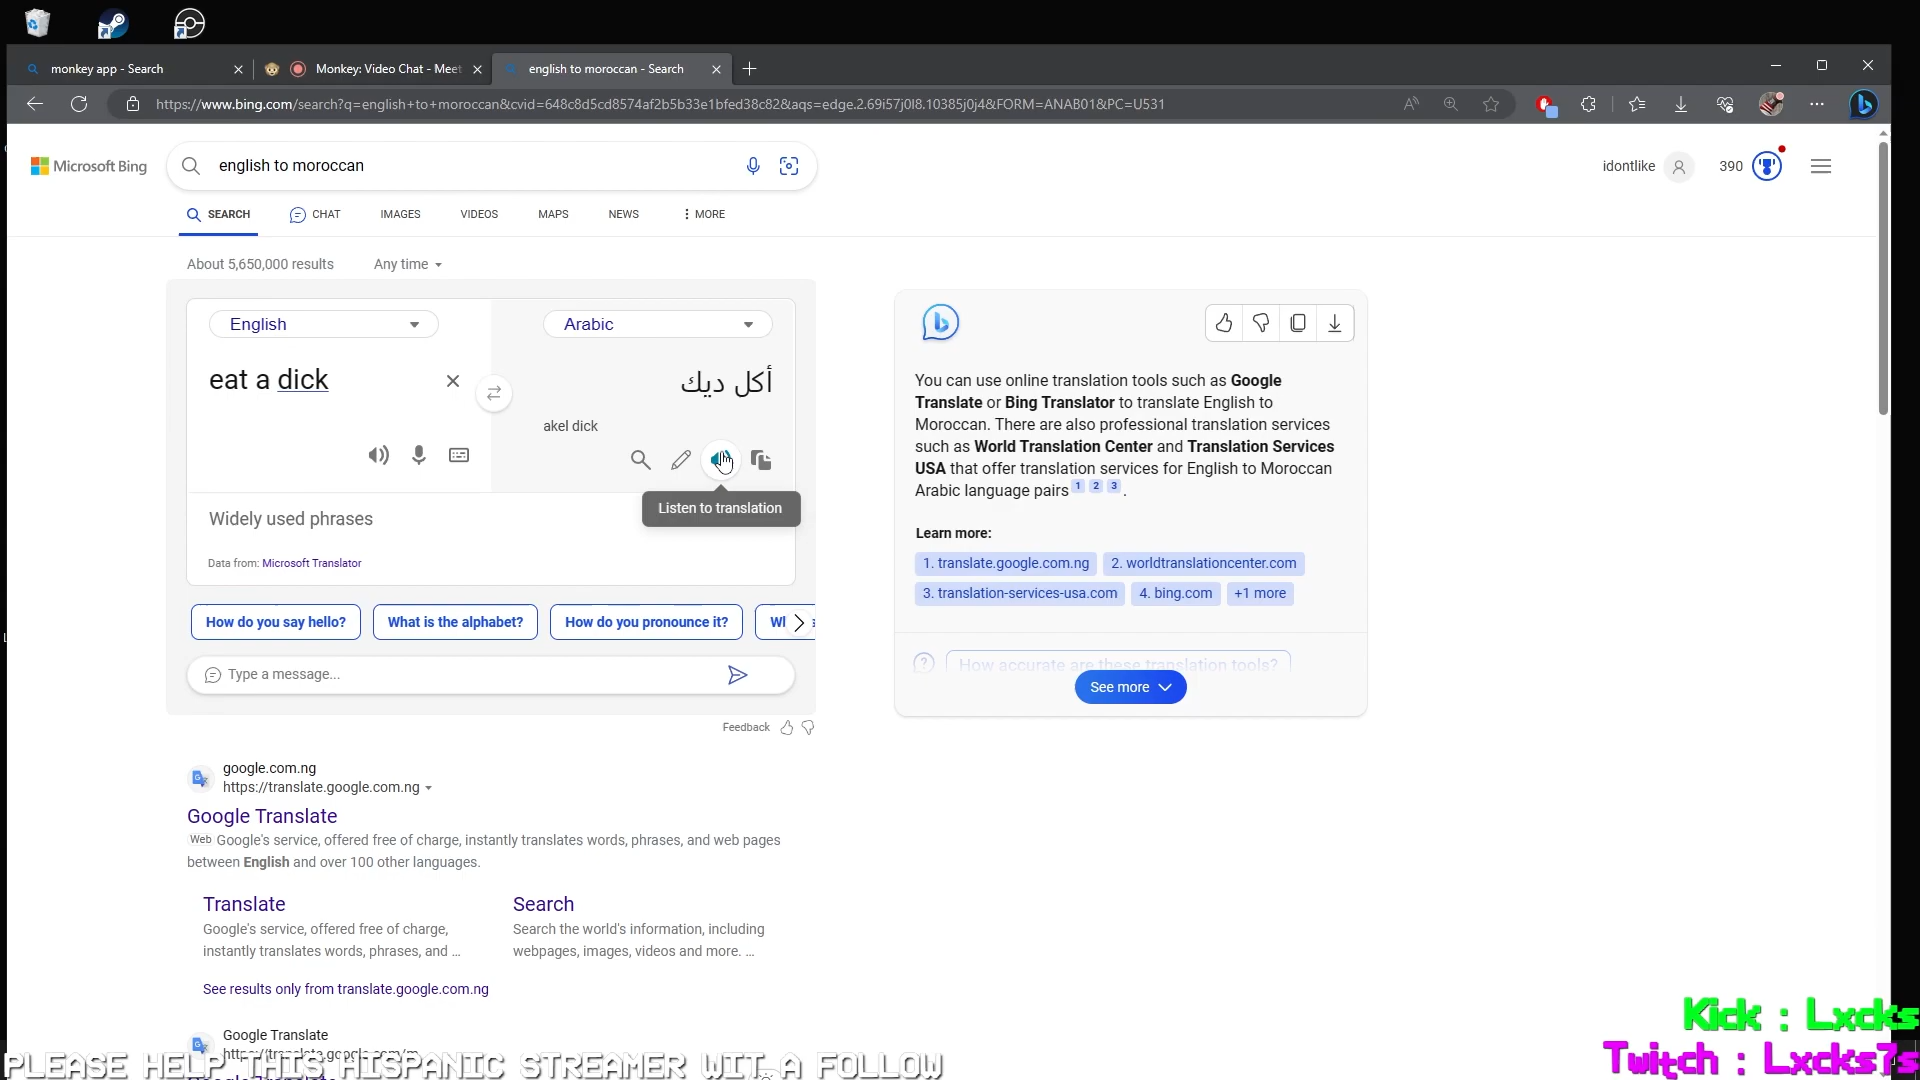 monkey app - Search
Monkey: Video Chat - Meet
english to moroccan - Search
https://www.bing.com/search?q=english+to+moroccan&cvid=648c8d5cd8574af2b5b33e1bfed38c82&aqs=edge.2.69i57j0l8.10385j0j4&FORM=ANAB01&PC=U531
Microsoft Bing
english to moroccan
idontlike
390
SEARCH
CHAT
IMAGES
VIDEOS
MAPS
NEWS
MORE
About 5,650,000 results
Any time
English
Arabic
eat a dick
أكل ديك
akel dick
Listen to translation
Widely used phrases
Data from: Microsoft Translator
How do you say hello?
What is the alphabet?
How do you pronounce it?
Type a message...
Feedback
You can use online translation tools such as Google
Translate or Bing Translator to translate English to
Moroccan. There are also professional translation services
such as World Translation Center and Translation Services
USA that offer translation services for English to Moroccan
Arabic language pairs 1 2 3 .
Learn more:
1. translate.google.com.ng
2. worldtranslationcenter.com
3. translation-services-usa.com
4. bing.com
+1 more
How accurate are these translation tools?
See more
google.com.ng
https://translate.google.com.ng
Google Translate
Web Google's service, offered free of charge, instantly translates words, phrases, and web pages
between English and over 100 other languages.
Translate
Google's service, offered free of charge,
instantly translates words, phrases, and ...
Search
Search the world's information, including
webpages, images, videos and more. ...
See results only from translate.google.com.ng
Google Translate
https://translate.google.com/m
PLEASE HELP THIS HISPANIC STREAMER WIT A FOLLOW
Kick : Lxcks
Twitch : Lxcks7s